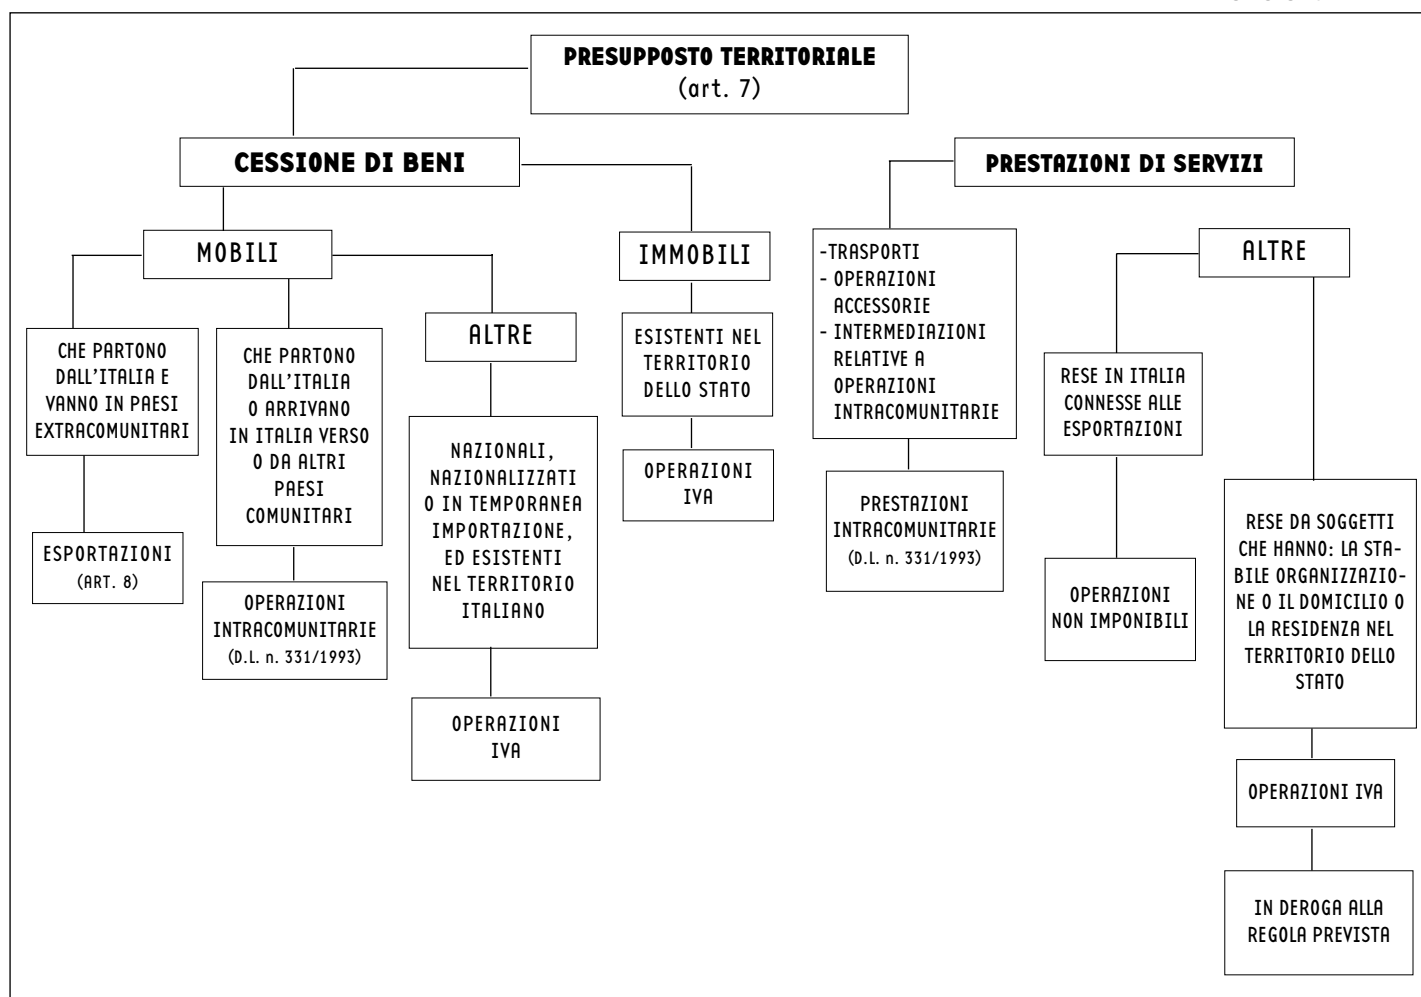 PRESUPPOSTO TERRITORIALE
(art. 7)
CESSIONE DI BENI
PRESTAZIONI DI SERVIZI
MOBILI
IMMOBILI
-TRASPORTI
- OPERAZIONI
ACCESSORIE
- INTERMEDIAZIONI
RELATIVE A
OPERAZIONI
INTRACOMUNITARIE
ALTRE
CHE PARTONO
DALL'ITALIA E
VANNO IN PAESI
EXTRACOMUNITARI
CHE PARTONO
DALL'ITALIA
O ARRIVANO
IN ITALIA VERSO
O DA ALTRI
PAESI
COMUNITARI
ALTRE
ESISTENTI NEL
TERRITORIO
DELLO STATO
RESE IN ITALIA
CONNESSE ALLE
ESPORTAZIONI
NAZIONALI,
NAZIONALIZZATI
O IN TEMPORANEA
IMPORTAZIONE,
ED ESISTENTI
NEL TERRITORIO
ITALIANO
OPERAZIONI
IVA
PRESTAZIONI
INTRACOMUNITARIE
(D.L. n. 331/1993)
RESE DA SOGGETTI
CHE HANNO: LA STA-
BILE ORGANIZZAZIO-
NE O IL DOMICILIO O
LA RESIDENZA NEL
TERRITORIO DELLO
STATO
ESPORTAZIONI
(ART. 8)
OPERAZIONI
INTRACOMUNITARIE
(D.L. n. 331/1993)
OPERAZIONI
NON IMPONIBILI
OPERAZIONI
IVA
OPERAZIONI IVA
IN DEROGA ALLA
REGOLA PREVISTA